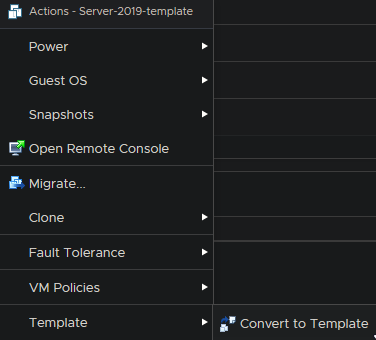 Actions - Server-2019-template
Power
Guest OS
Snapshots
Open Remote Console
Migrate...
Clone
Fault Tolerance
VM Policies
Template
Convert to Template